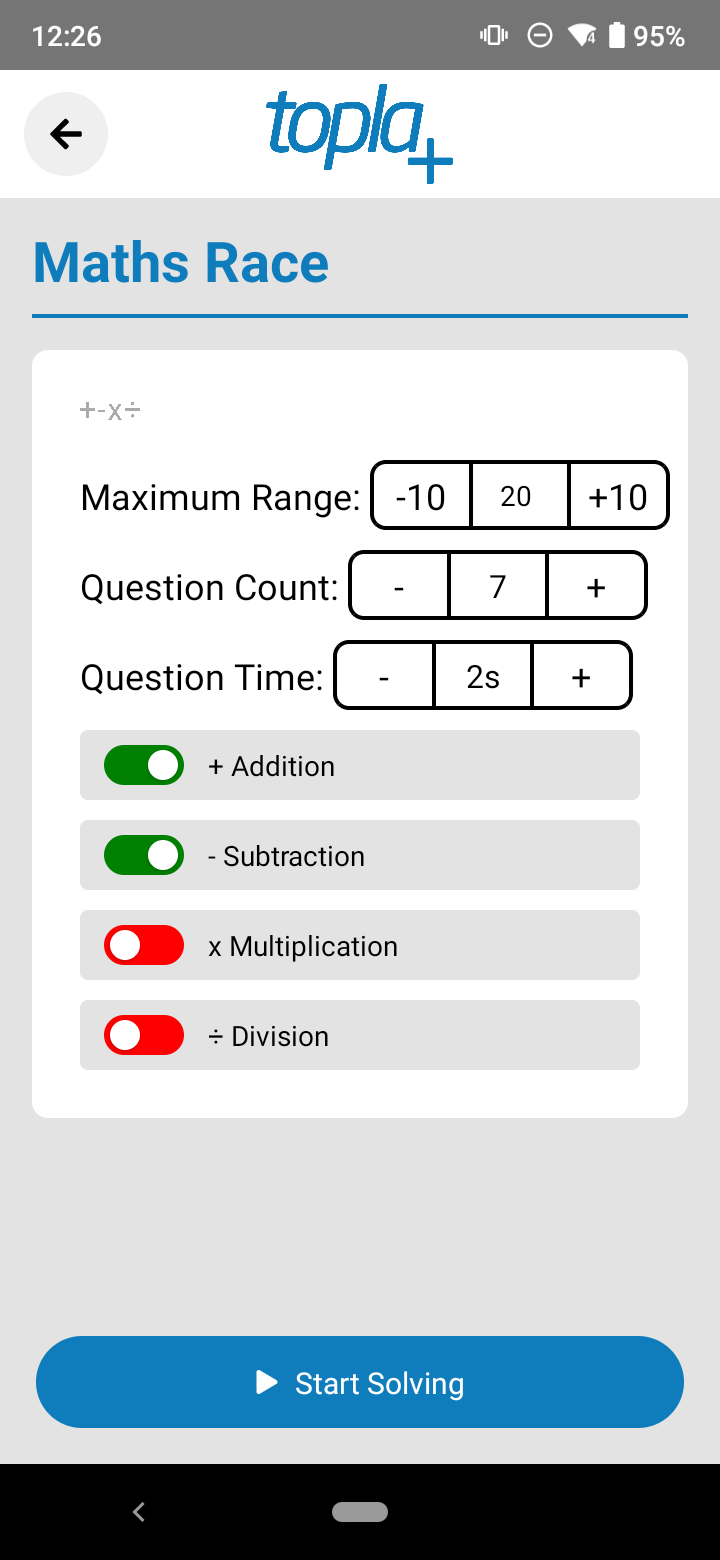 12:26 4 95%
topla+
Maths Race
+-x÷
Maximum Range: -10 20 +10
Question Count: - 7 +
Question Time: - 2s +
+ Addition
- Subtraction
x Multiplication
÷ Division
Start Solving